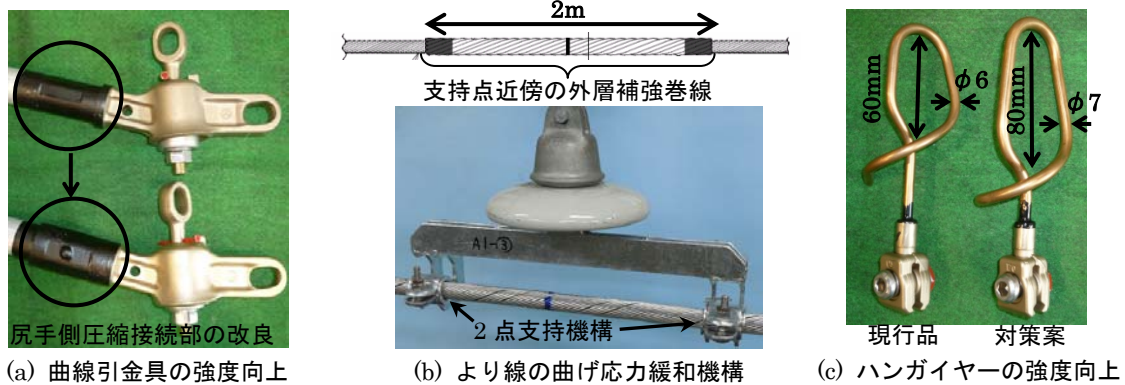 尻手側圧縮接続部の改良
(a) 曲線引金具の強度向上
2m
支持点近傍の外層補強巻線
A1-③
2点支持機構
(b) より線の曲げ応力緩和機構
60mm
φ6
80mm
φ7
現行品 対策案
(c) ハンガイヤーの強度向上